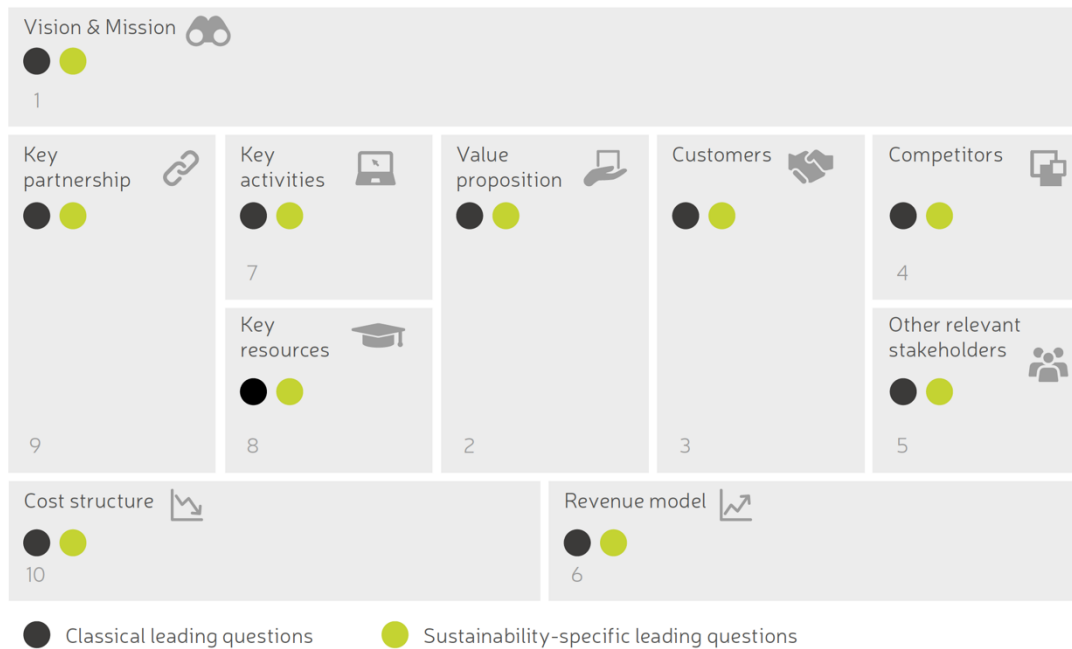 Vision & Mission
1
Key
partnership
9
Key
activities
7
Key
resources
8
Value
proposition
2
Customers
3
Competitors
4
Other relevant
stakeholders
5
Cost structure
10
Revenue model
6
Classical leading questions
Sustainability-specific leading questions